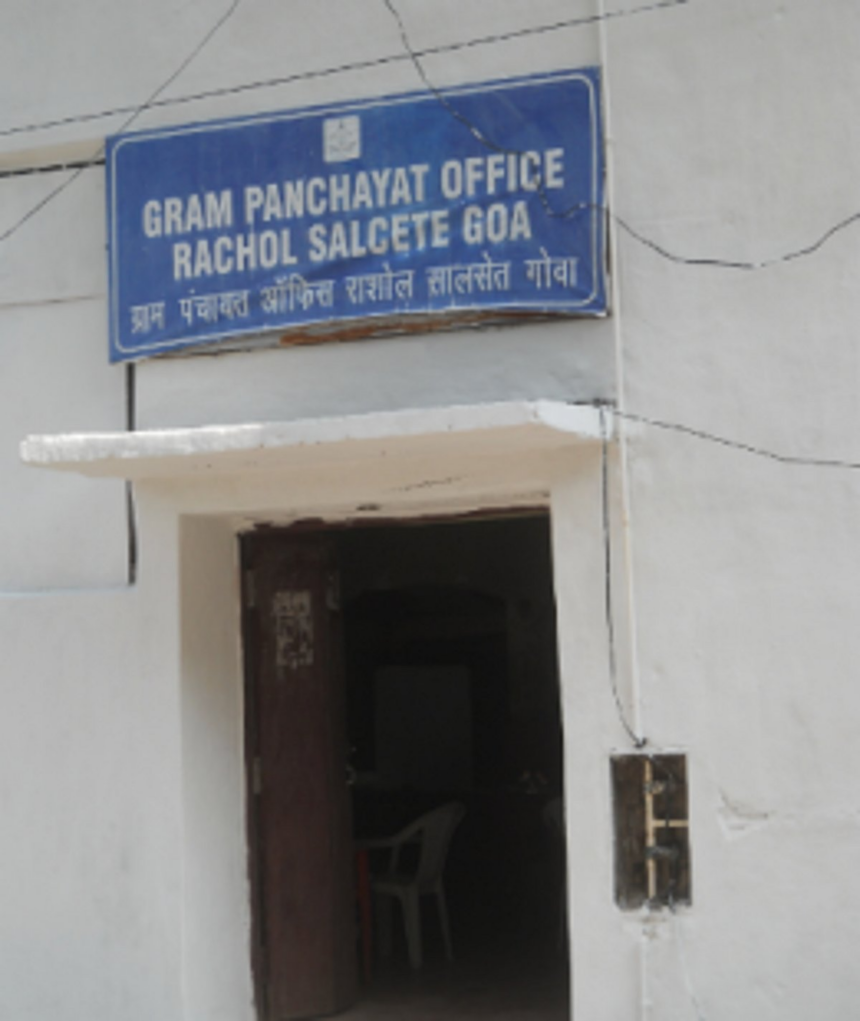 GRAM PANCHAYAT OFFICE
RACHOL SALCETE GOA
ग्राम पंचायत ऑफिस राशोल सालसेत गोवा